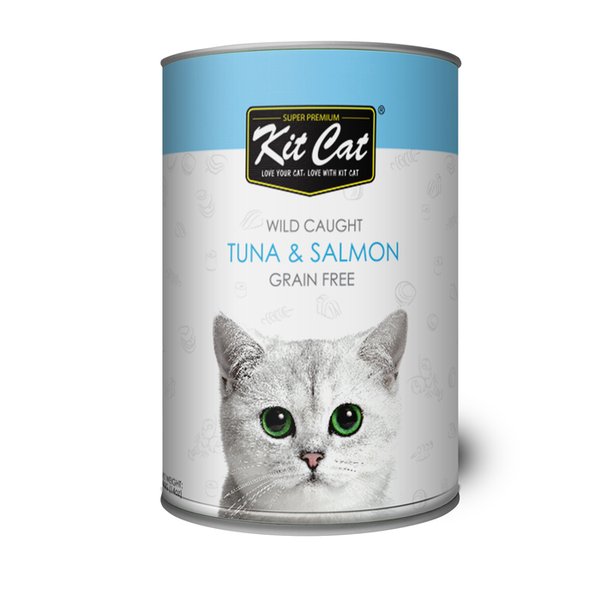 SUPER PREMIUM
Kit Cat®
LOVE YOUR CAT, LOVE WITH KIT CAT
WILD CAUGHT
TUNA & SALMON
GRAIN FREE